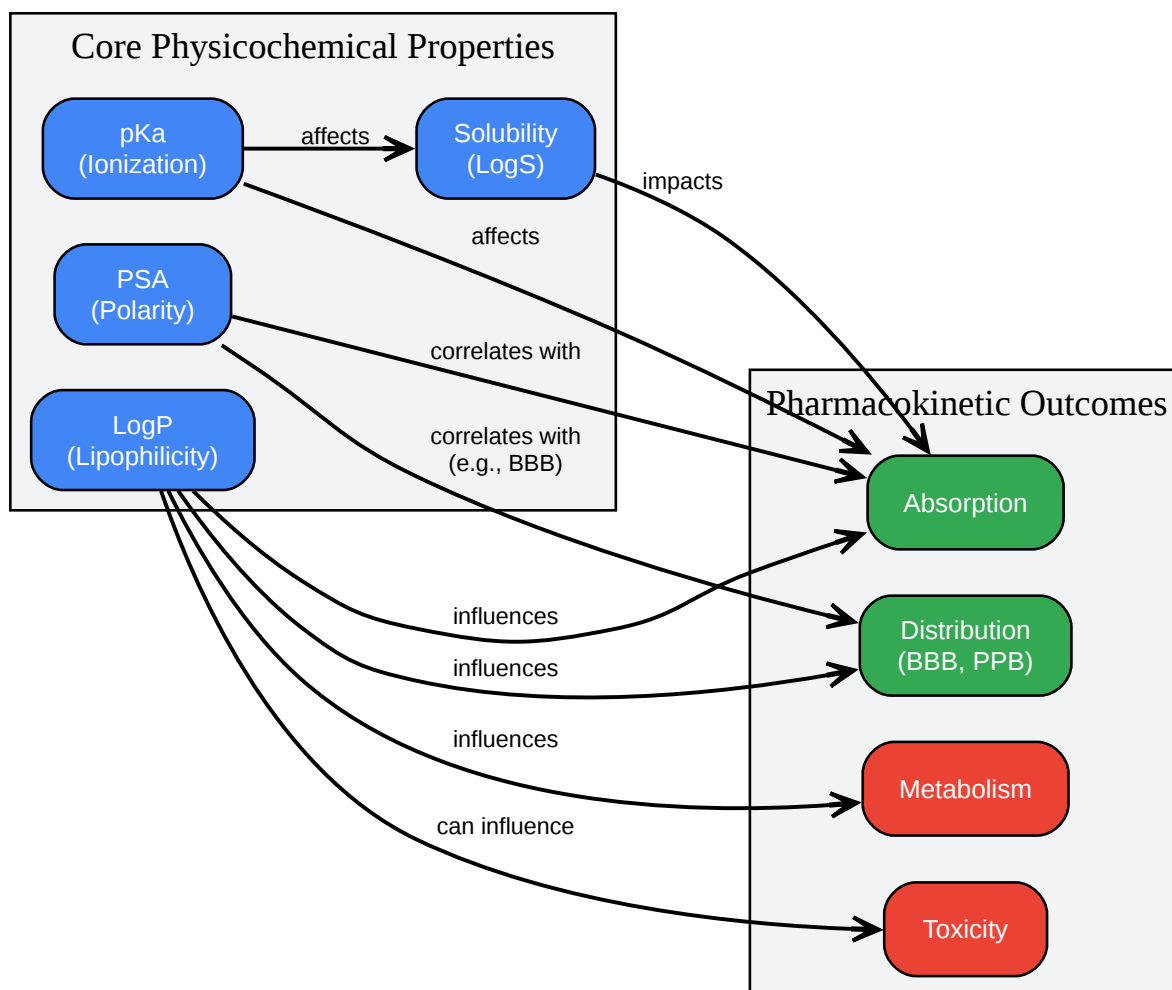 Core Physicochemical Properties
pKa
(Ionization)
affects
Solubility
(LogS)
impacts
affects
PSA
(Polarity)
correlates with
Pharmacokinetic Outcomes
LogP
(Lipophilicity)
correlates with
(e.g., BBB)
Absorption
influences
Distribution
(BBB, PPB)
influences
influences
Metabolism
can influence
Toxicity